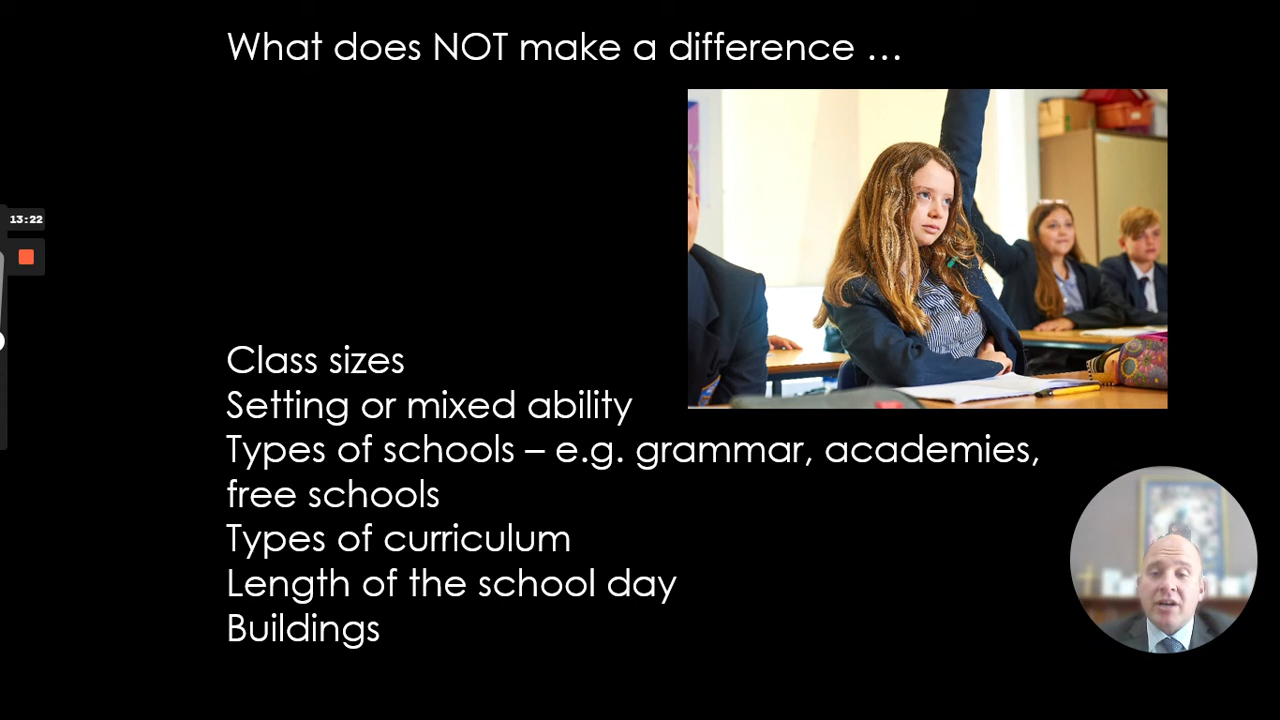 What does NOT make a difference …
13:22
Class sizes
Setting or mixed ability
Types of schools – e.g. grammar, academies,
free schools
Types of curriculum
Length of the school day
Buildings